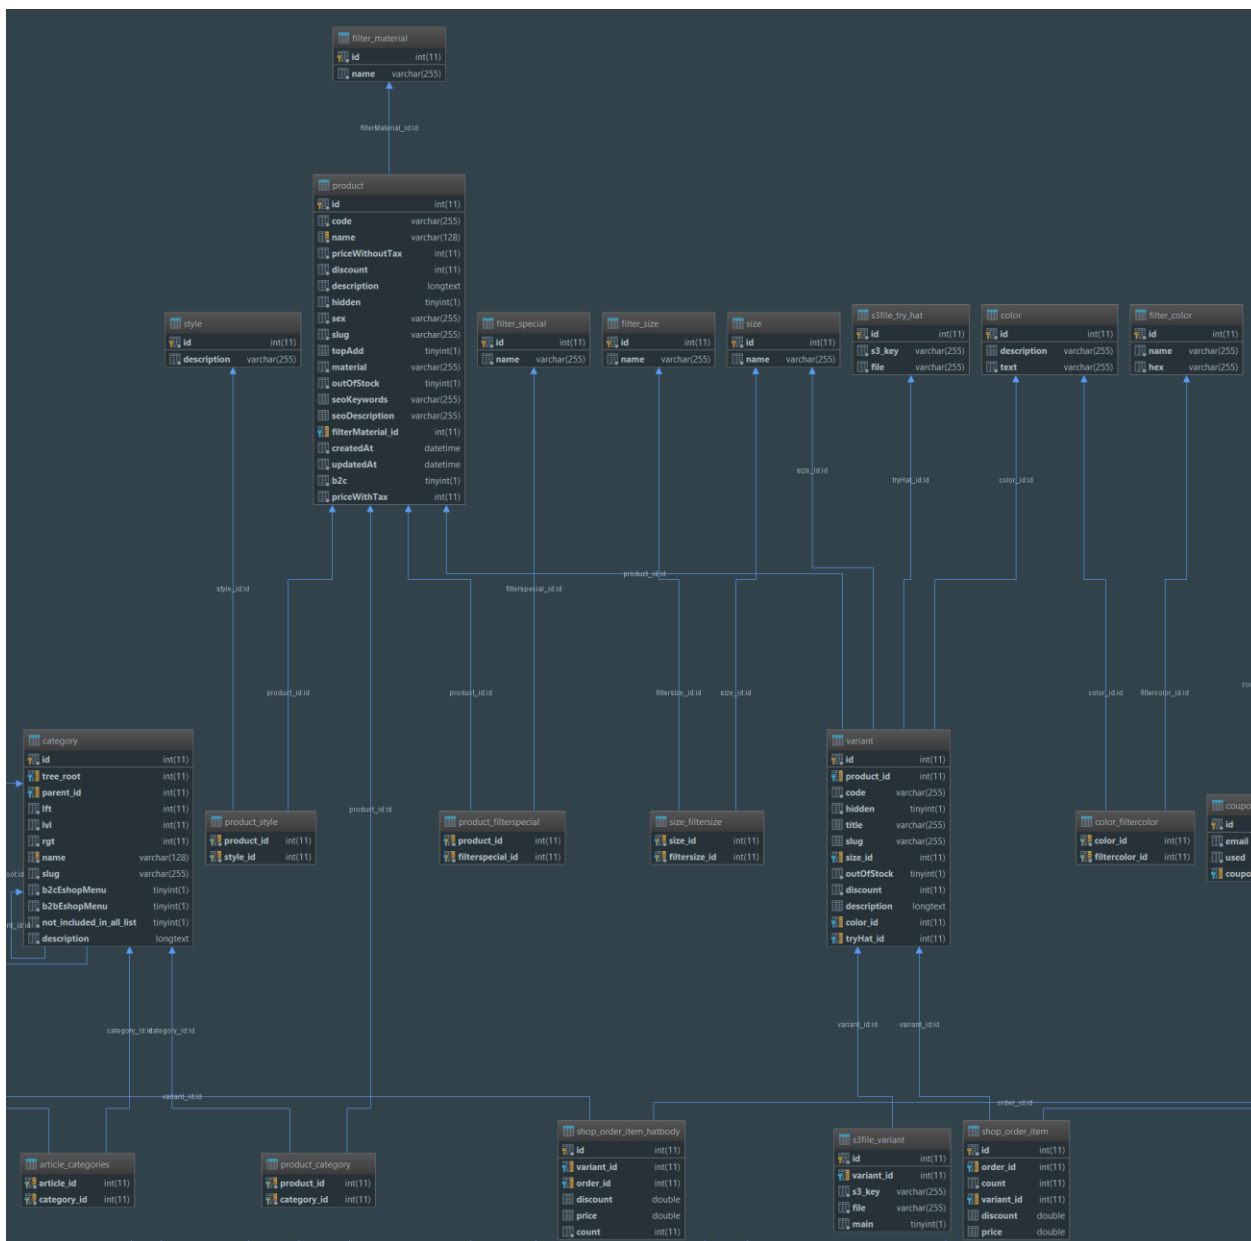 filter_material
id int(11)
name varchar(255)
filterMaterial_id:id
product
id int(11)
code varchar(255)
name varchar(128)
priceWithoutTax int(11)
discount int(11)
description longtext
hidden tinyint(1)
sex varchar(255)
slug varchar(255)
topAdd tinyint(1)
material varchar(255)
outOfStock tinyint(1)
seoKeywords varchar(255)
seoDescription varchar(255)
filterMaterial_id int(11)
createdAt datetime
updatedAt datetime
b2c tinyint(1)
priceWithTax int(11)
style
id int(11)
description varchar(255)
filter_special
id int(11)
name varchar(255)
filter_size
id int(11)
name varchar(255)
size
id int(11)
name varchar(255)
s3file_try_hat
id int(11)
s3_key varchar(255)
file varchar(255)
color
id int(11)
description varchar(255)
text varchar(255)
filter_color
id int(11)
name varchar(255)
hex varchar(255)
size_id:id
tryHat_id:id
color_id:id
product_id:id
style_id:id
filterspecial_id:id
product_id:id
product_id:id
filtersize_id:id
size_id:id
color_id:id
filtercolor_id:id
category
id int(11)
tree_root int(11)
parent_id int(11)
lft int(11)
lvl int(11)
rgt int(11)
name varchar(128)
slug varchar(255)
b2cEshopMenu tinyint(1)
b2bEshopMenu tinyint(1)
not_included_in_all_list tinyint(1)
description longtext
product_id:id
product_style
product_id int(11)
style_id int(11)
product_filterspecial
product_id int(11)
filterspecial_id int(11)
size_filtersize
size_id int(11)
filtersize_id int(11)
variant
id int(11)
product_id int(11)
code varchar(255)
hidden tinyint(1)
title varchar(255)
slug varchar(255)
size_id int(11)
outOfStock tinyint(1)
discount int(11)
description longtext
color_id int(11)
tryHat_id int(11)
color_filtercolor
color_id int(11)
filtercolor_id int(11)
coupo
id
email
used
coupo
category_id:id
category_id:id
variant_id:id
variant_id:id
variant_id:id
order_id:id
article_categories
article_id int(11)
category_id int(11)
product_category
product_id int(11)
category_id int(11)
shop_order_item_hatbody
id int(11)
variant_id int(11)
order_id int(11)
discount double
price double
count int(11)
s3file_variant
id int(11)
variant_id int(11)
s3_key varchar(255)
file varchar(255)
main tinyint(1)
shop_order_item
id int(11)
order_id int(11)
count int(11)
variant_id int(11)
discount double
price double